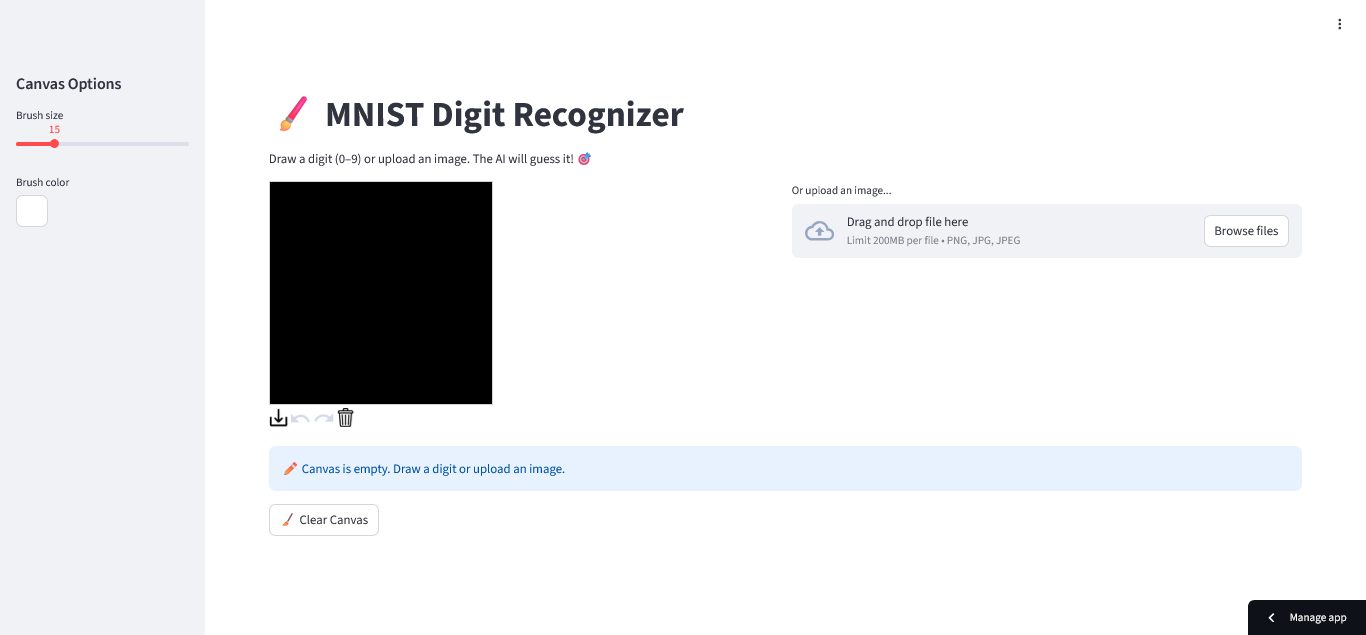 Canvas Options
Brush size
15
Brush color
MNIST Digit Recognizer
Draw a digit (0–9) or upload an image. The AI will guess it! 🎯
Or upload an image...
Drag and drop file here
Limit 200MB per file • PNG, JPG, JPEG
Browse files
Canvas is empty. Draw a digit or upload an image.
Clear Canvas
Manage app